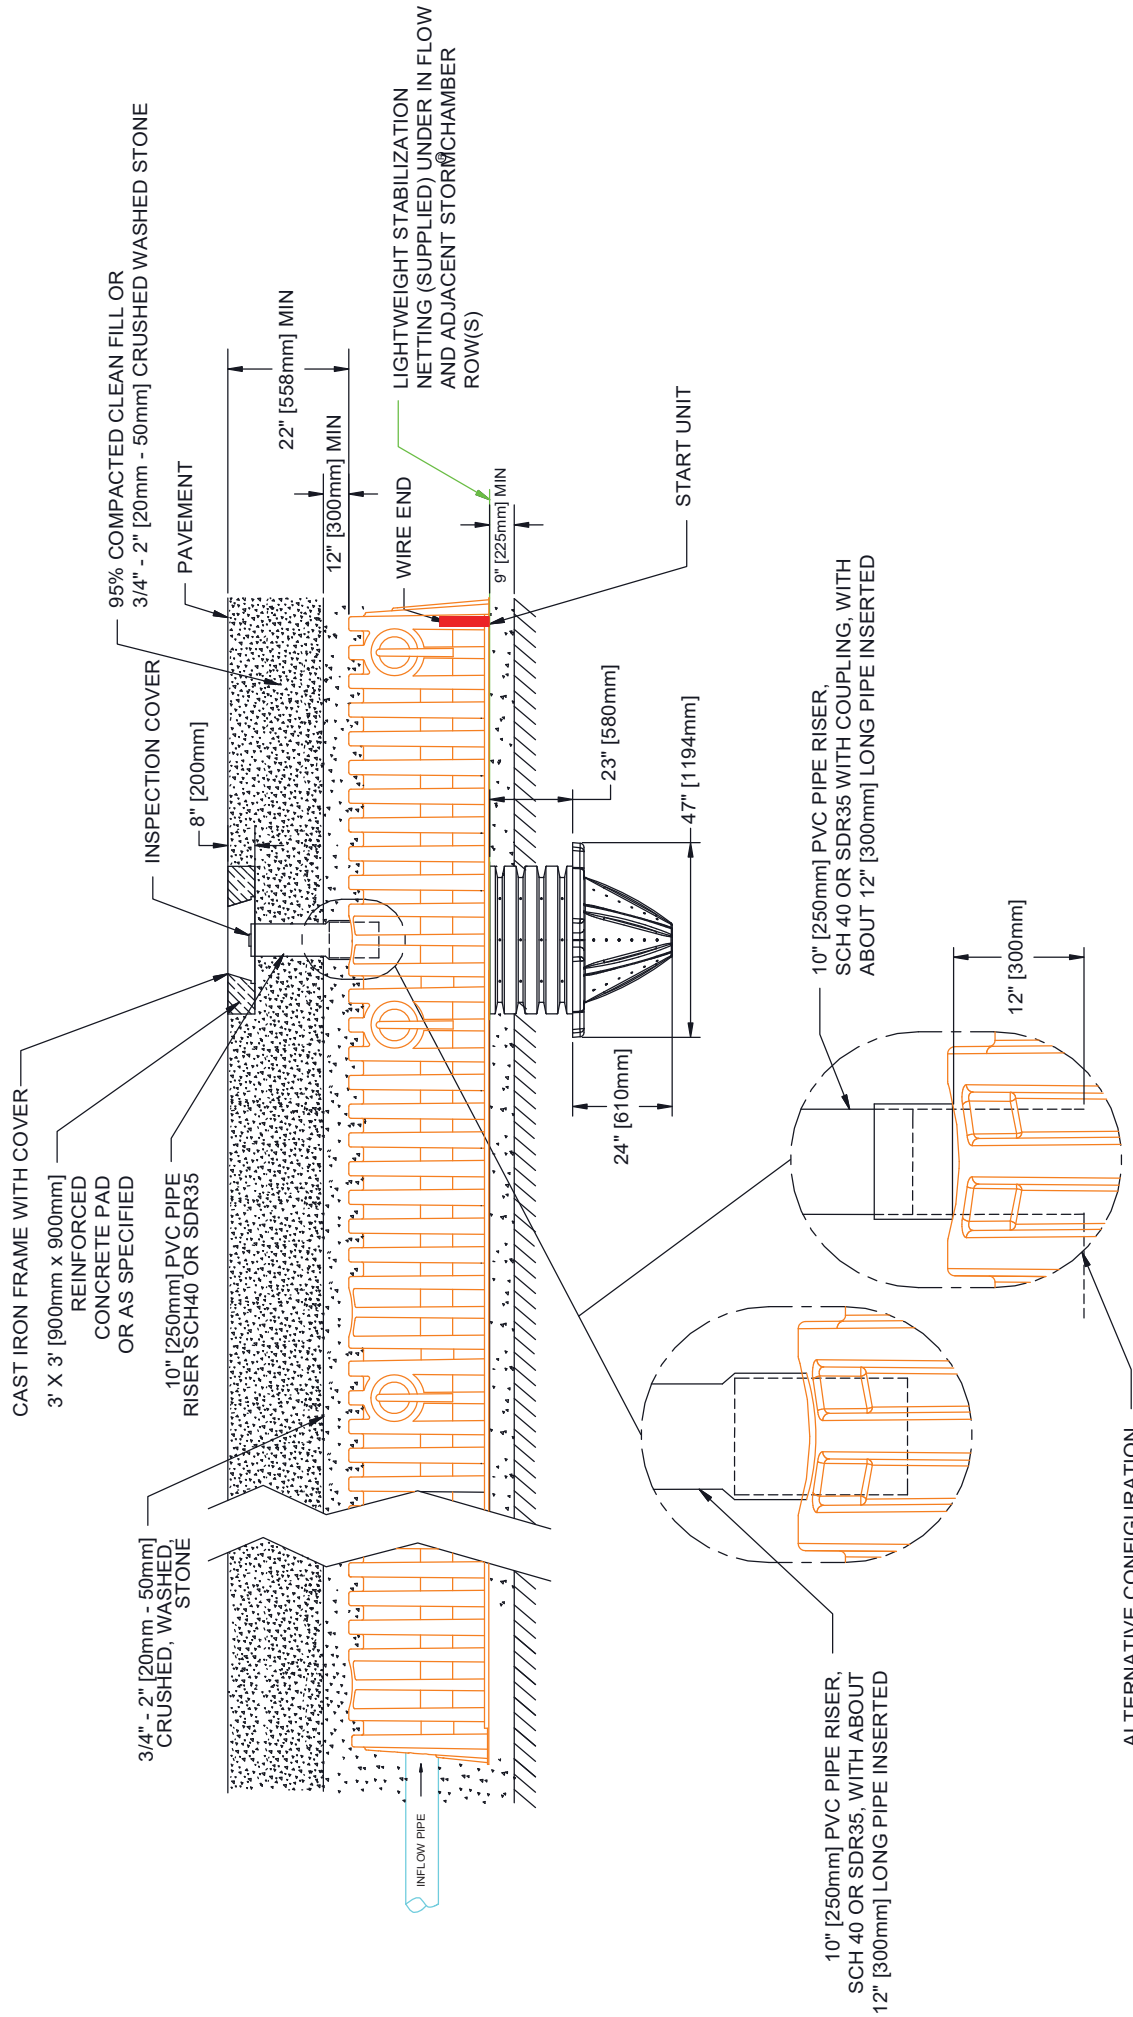 CAST IRON FRAME WITH COVER
3' X 3' [900mm x 900mm]
REINFORCED
CONCRETE PAD
OR AS SPECIFIED
10" [250mm] PVC PIPE
RISER SCH40 OR SDR35
3/4" - 2" [20mm - 50mm]
CRUSHED, WASHED,
STONE
INSPECTION COVER
8" [200mm]
95% COMPACTED CLEAN FILL OR
3/4" - 2" [20mm - 50mm] CRUSHED WASHED STONE
PAVEMENT
22" [558mm] MIN
12" [300mm] MIN
WIRE END
LIGHTWEIGHT STABILIZATION
NETTING (SUPPLIED) UNDER IN FLOW
AND ADJACENT STORMCHAMBER®
ROW(S)
9" [225mm] MIN
START UNIT
INFLOW PIPE
23" [580mm]
47" [1194mm]
24" [610mm]
10" [250mm] PVC PIPE RISER,
SCH 40 OR SDR35 WITH COUPLING, WITH
ABOUT 12" [300mm] LONG PIPE INSERTED
12" [300mm]
10" [250mm] PVC PIPE RISER,
SCH 40 OR SDR35, WITH ABOUT
12" [300mm] LONG PIPE INSERTED
ALTERNATIVE CONFIGURATION